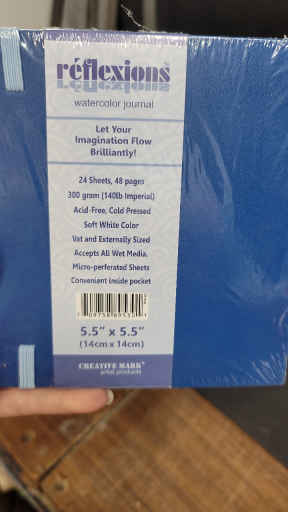 réflexions
watercolor journal
Let Your
Imagination Flow
Brilliantly!
24 Sheets, 48 pages
300 gram (140lb Imperial)
Acid-Free, Cold Pressed
Soft White Color
Vat and Externally Sized
Accepts All Wet Media.
Micro-perforated Sheets
Convenient inside pocket
5.5” x 5.5”
(14cm x 14cm)
CREATIVE MARK®
artist products